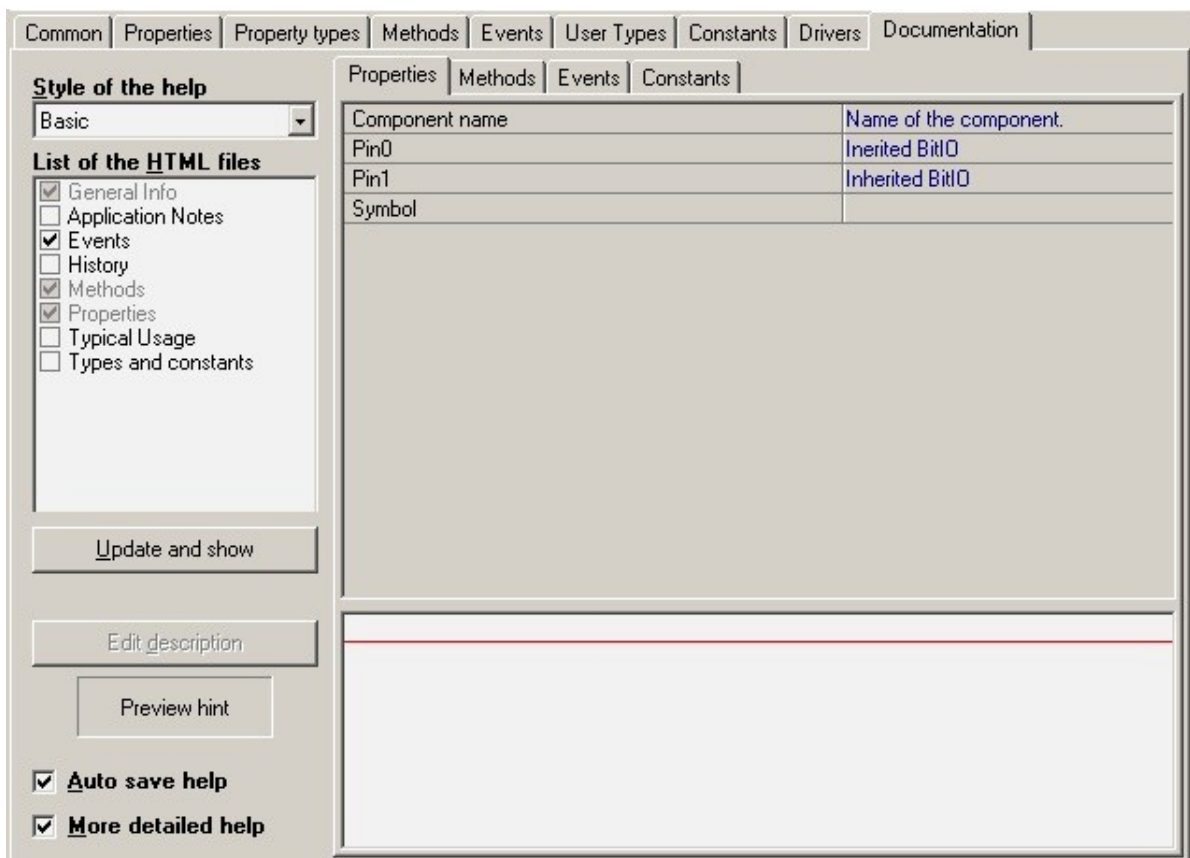 Common Properties Property types Methods Events User Types Constants Drivers Documentation
Style of the help
Basic
List of the HTML files
General Info
Application Notes
Events
History
Methods
Properties
Typical Usage
Types and constants
Update and show
Edit description
Preview hint
Auto save help
More detailed help
Properties Methods Events Constants
Component name Name of the component.
Pin0 Inerited BitIO
Pin1 Inherited BitIO
Symbol